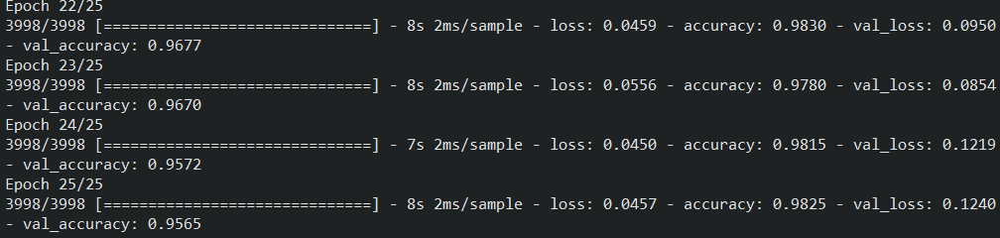 Epoch 22/25
3998/3998 [==============================] - 8s 2ms/sample - loss: 0.0459 - accuracy: 0.9830 - val_loss: 0.0950
- val_accuracy: 0.9677
Epoch 23/25
3998/3998 [==============================] - 8s 2ms/sample - loss: 0.0556 - accuracy: 0.9780 - val_loss: 0.0854
- val_accuracy: 0.9670
Epoch 24/25
3998/3998 [==============================] - 7s 2ms/sample - loss: 0.0450 - accuracy: 0.9815 - val_loss: 0.1219
- val_accuracy: 0.9572
Epoch 25/25
3998/3998 [==============================] - 8s 2ms/sample - loss: 0.0457 - accuracy: 0.9825 - val_loss: 0.1240
- val_accuracy: 0.9565